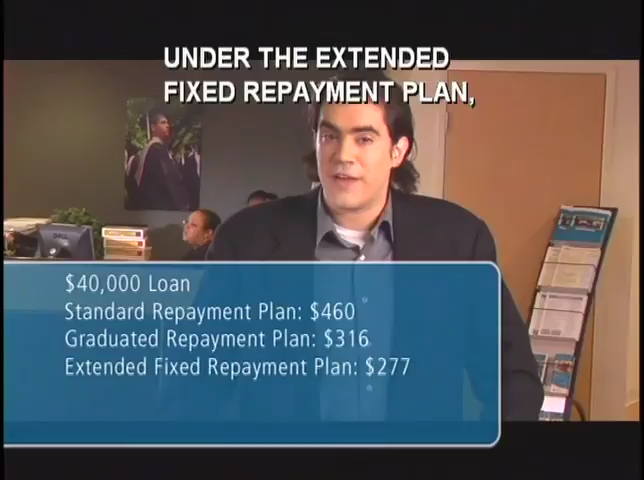 UNDER THE EXTENDED
FIXED REPAYMENT PLAN,
$40,000 Loan
Standard Repayment Plan: $460
Graduated Repayment Plan: $316
Extended Fixed Repayment Plan: $277